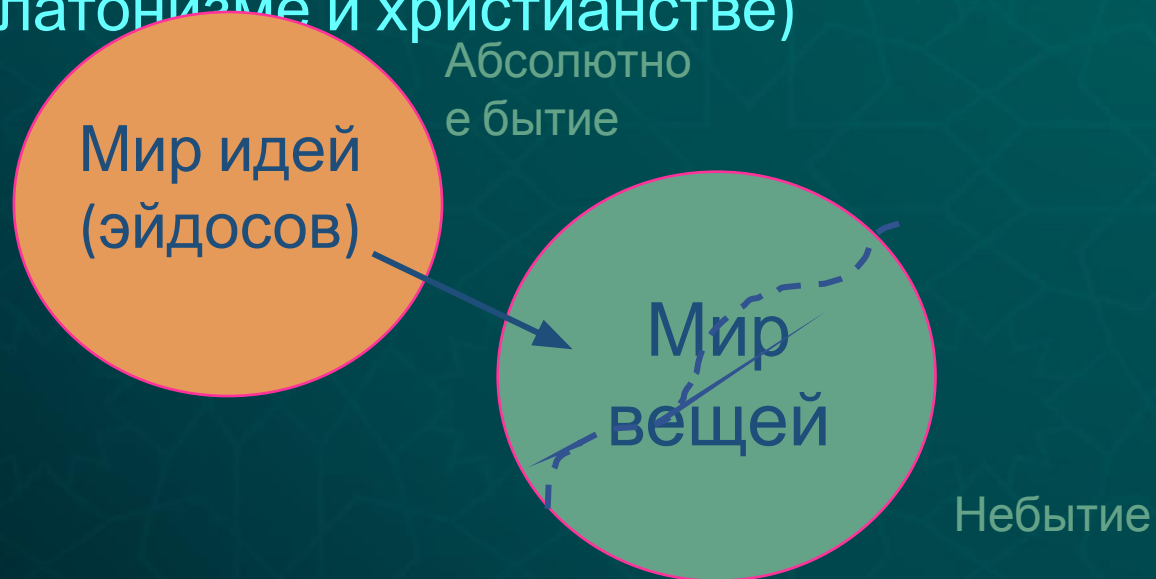 латонизме и христианстве)
Абсолютно
е бытие
Мир идей
(эйдосов)
Мир
вещей
Небытие